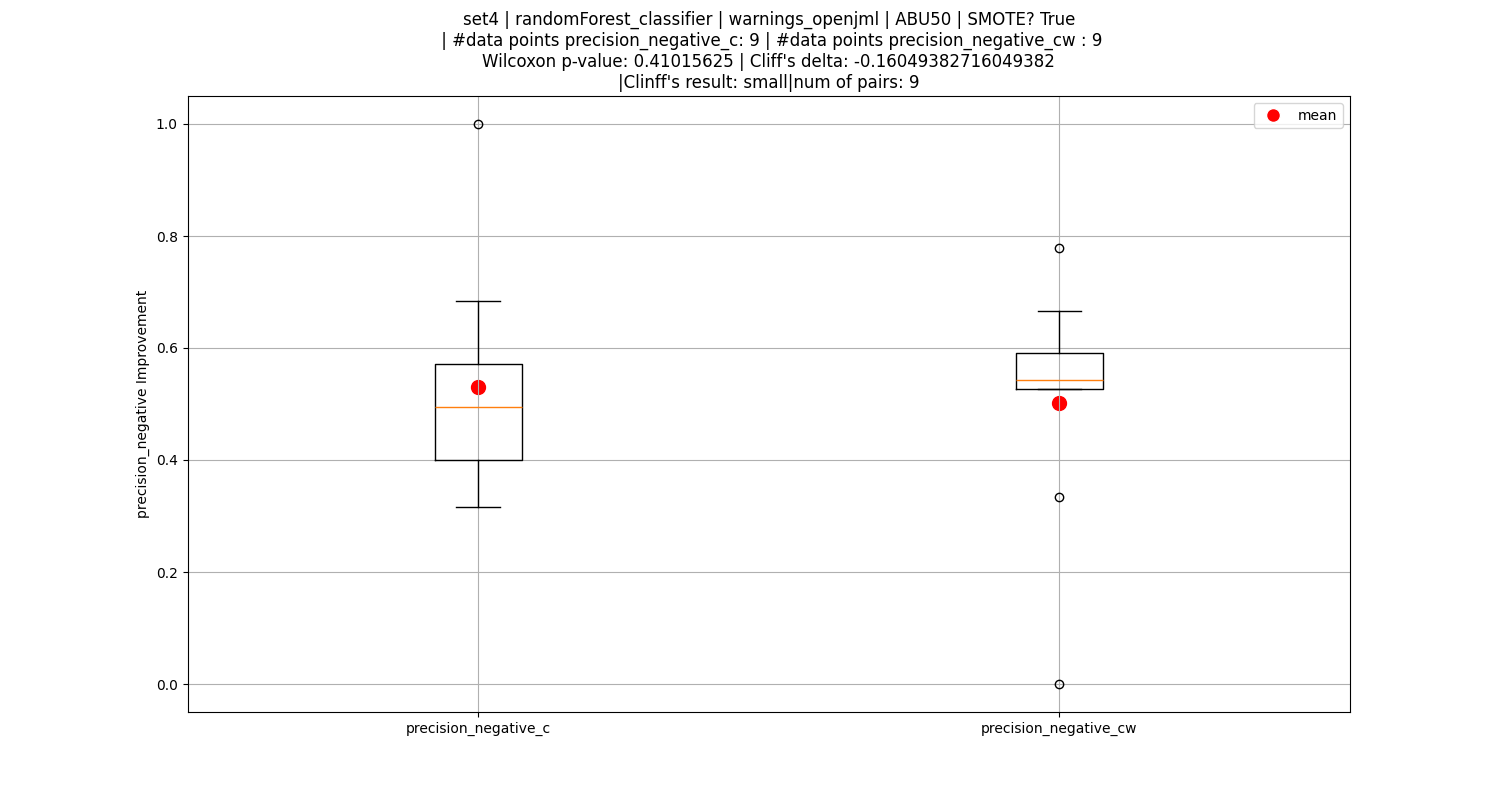 set4 | randomForest_classifier | warnings_openjml | ABU50 | SMOTE? True
| #data points precision_negative_c: 9 | #data points precision_negative_cw : 9
Wilcoxon p-value: 0.41015625 | Cliff's delta: -0.16049382716049382
|Clinff's result: small|num of pairs: 9
mean
1.0
0.8
0.6
0.4
0.2
0.0
precision_negative Improvement
precision_negative_c
precision_negative_cw